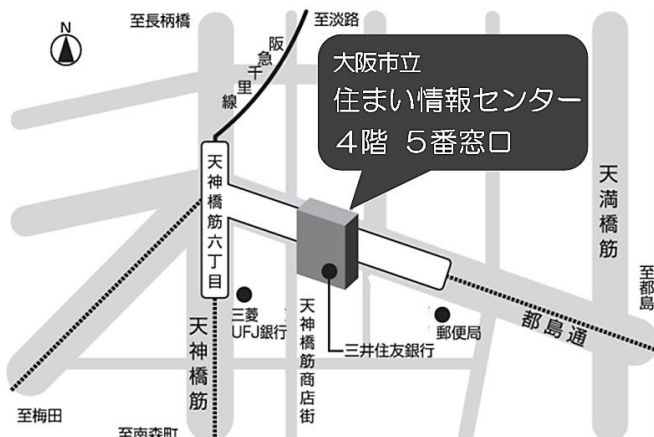 至長柄橋
至淡路
N
阪急千里線
大阪市立
住まい情報センター
4階 5番窓口
天神橋筋六丁目
天満橋筋
至都島
三菱
UFJ銀行
天神橋筋
天神橋筋商店街
三井住友銀行
郵便局
都島通
至梅田
至南森町